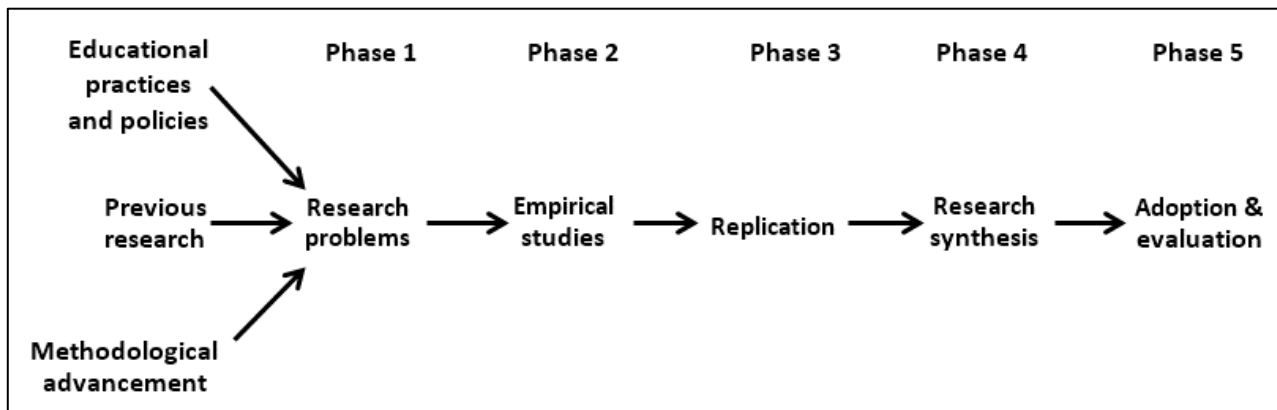 Educational
practices
and policies
Phase 1
Phase 2
Phase 3
Phase 4
Phase 5
Previous
research
Research
problems
Empirical
studies
Replication
Research
synthesis
Adoption &
evaluation
Methodological
advancement